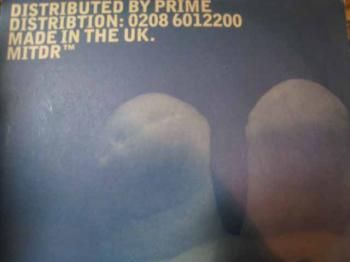 DISTRIBUTED BY PRIME
DISTRIBTION: 0208 6012200
MADE IN THE UK.
MITDR™